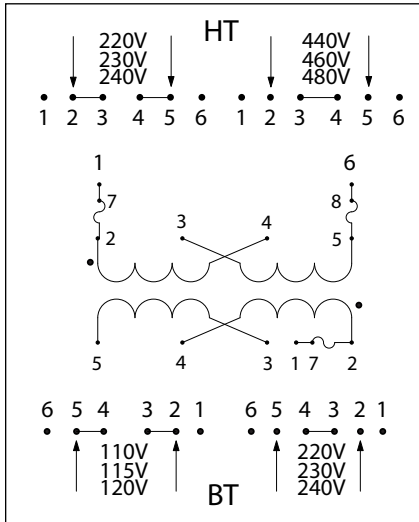 HT
220V 440V
230V 460V
240V 480V
1 2 3 4 5 6 1 2 3 4 5 6
1 6
7 8
2 3 4 5
5 4 3 1 7 2
6 5 4 3 2 1 6 5 4 3 2 1
110V 220V
115V 230V
120V 240V
BT